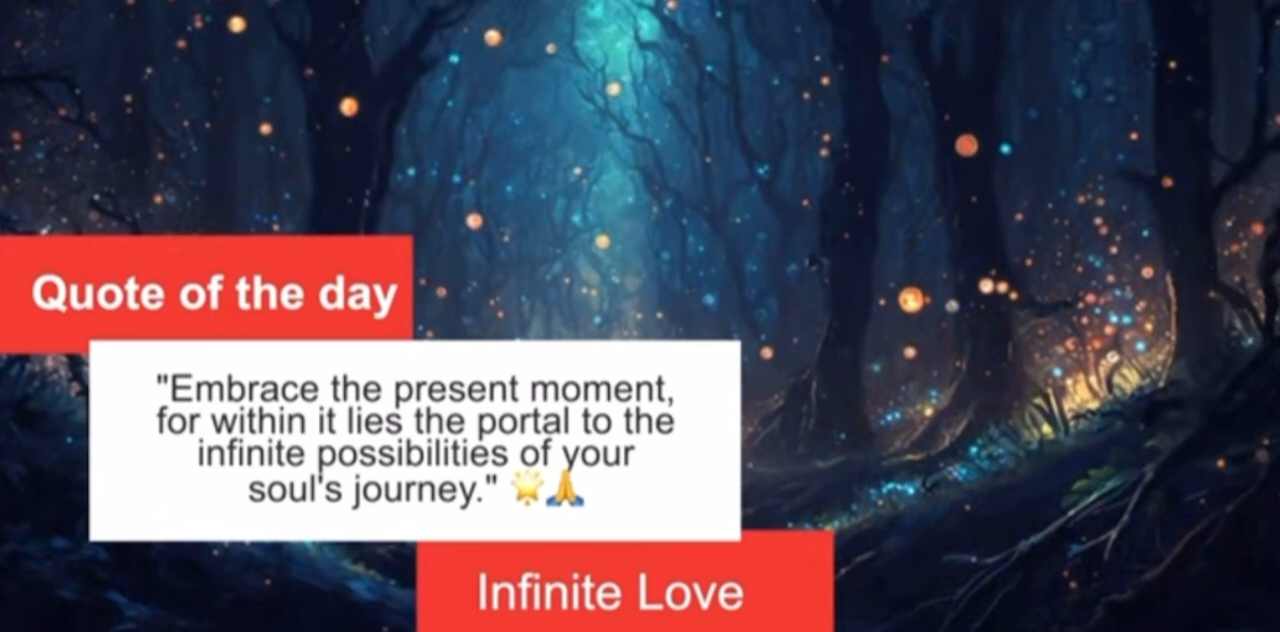 Quote of the day
"Embrace the present moment,
for within it lies the portal to the
infinite possibilities of your
soul's journey." 🌟🙏
Infinite Love